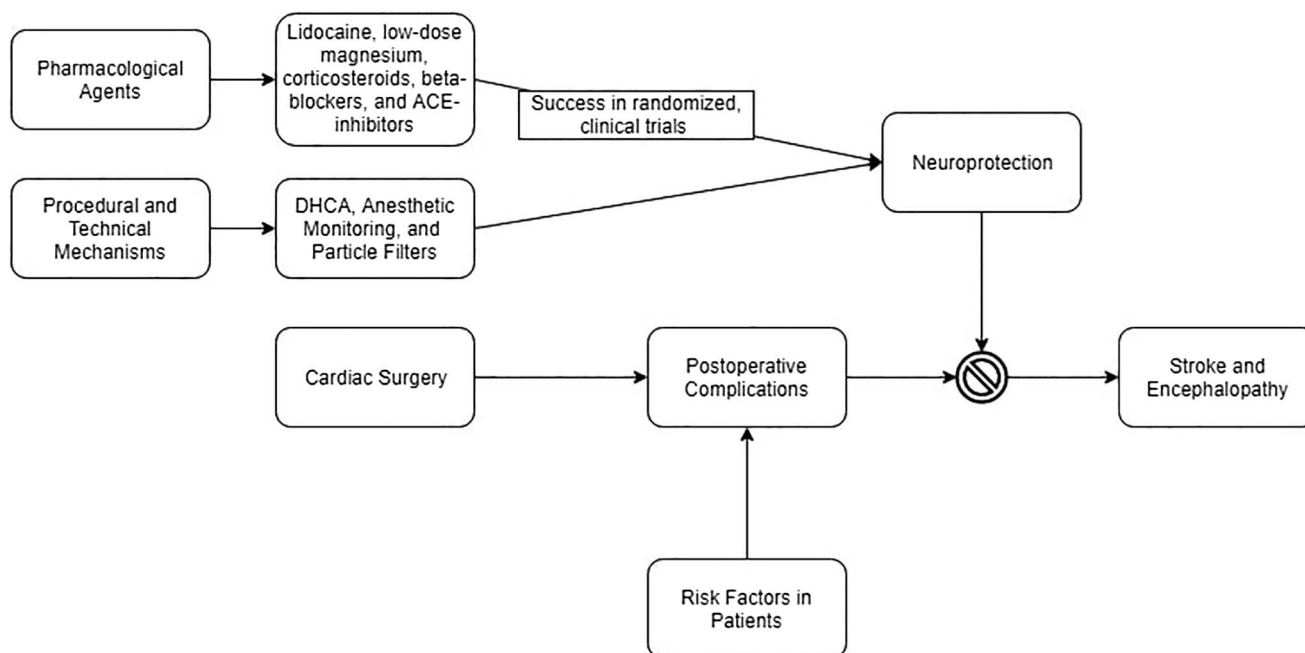 Pharmacological
Agents
Lidocaine, low-dose
magnesium,
corticosteroids, beta-
blockers, and ACE-
inhibitors
Success in randomized,
clinical trials
Neuroprotection
Procedural and
Technical
Mechanisms
DHCA, Anesthetic
Monitoring, and
Particle Filters
Cardiac Surgery
Postoperative
Complications
Stroke and
Encephalopathy
Risk Factors in
Patients